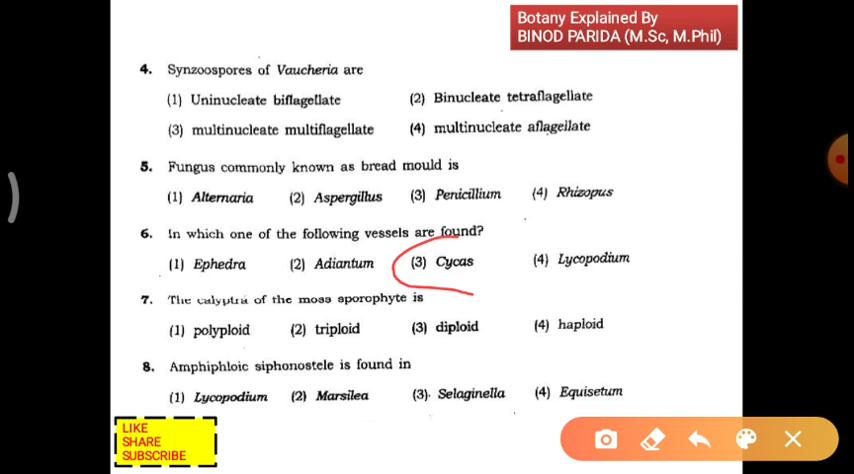 Botany Explained By
BINOD PARIDA (M.Sc, M.Phil)
4. Synzoospores of Vaucheria are
(1) Uninucleate biflagellate (2) Binucleate tetraflagellate
(3) multinucleate multiflagellate (4) multinucleate aflagellate
5. Fungus commonly known as bread mould is
(1) Alternaria (2) Aspergillus (3) Penicillium (4) Rhizopus
6. In which one of the following vessels are found?
(1) Ephedra (2) Adiantum (3) Cycas (4) Lycopodium
7. The calyptra of the moss sporophyte is
(1) polyploid (2) triploid (3) diploid (4) haploid
8. Amphiphloic siphonostele is found in
(1) Lycopodium (2) Marsilea (3) Selaginella (4) Equisetum
LIKE
SHARE
SUBSCRIBE